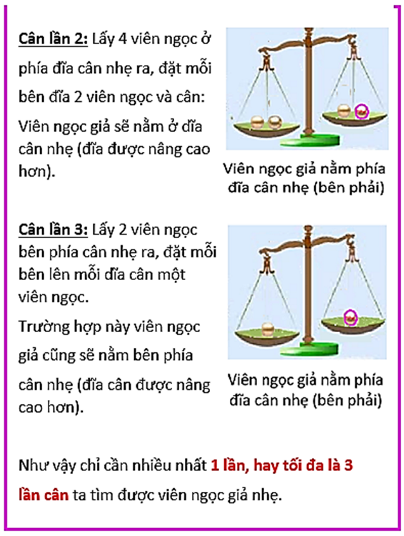 Cân lần 2: Lấy 4 viên ngọc ở
phía đĩa cân nhẹ ra, đặt mỗi
bên đĩa 2 viên ngọc và cân:
Viên ngọc giả sẽ nằm ở dĩa
cân nhẹ (đĩa được nâng cao
hơn).
Viên ngọc giả nằm phía
đĩa cân nhẹ (bên phải)
Cân lần 3: Lấy 2 viên ngọc
bên phía cân nhẹ ra, đặt mỗi
bên lên mỗi dĩa cân một
viên ngọc.
Trường hợp này viên ngọc
giả cũng sẽ nằm bên phía
cân nhẹ (đĩa cân được nâng
cao hơn).
Viên ngọc giả nằm phía
đĩa cân nhẹ (bên phải)
Như vậy chỉ cần nhiều nhất 1 lần, hay tối đa là 3
lần cân ta tìm được viên ngọc giả nhẹ.